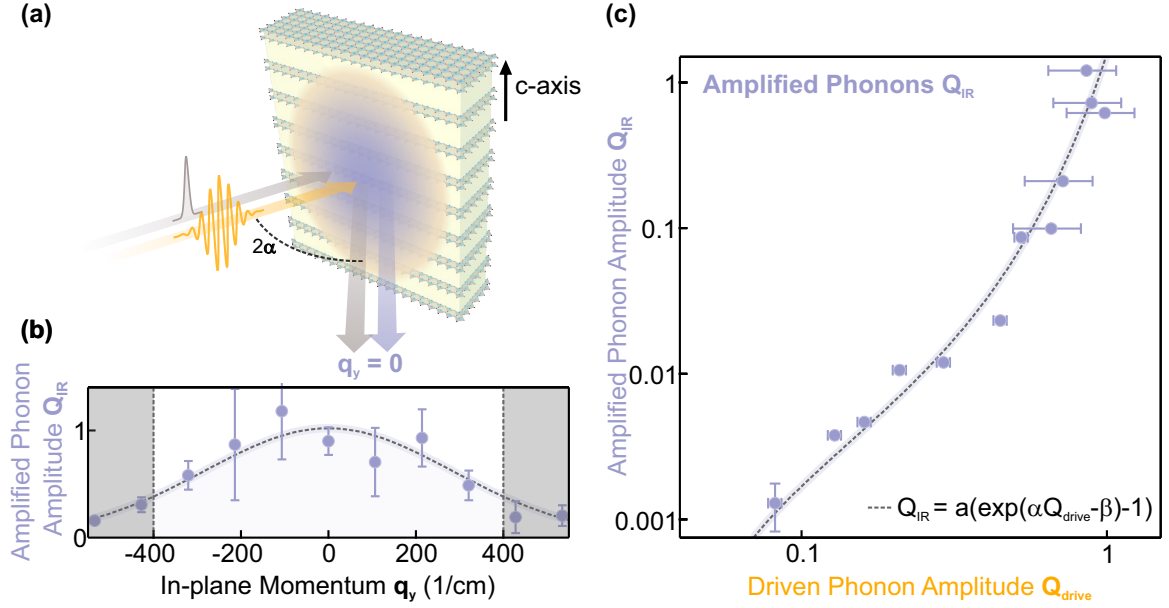 (a)
c-axis
2α
q_y = 0
(b)
Amplified Phonon
Amplitude Q_IR
1
0
-400
-200
0
200
400
In-plane Momentum q_y (1/cm)
(c)
Amplified Phonons Q_IR
Amplified Phonon Amplitude Q_IR
1
0.1
0.01
0.001
Q_IR = a(exp(αQ_drive-β)-1)
0.1
1
Driven Phonon Amplitude Q_drive